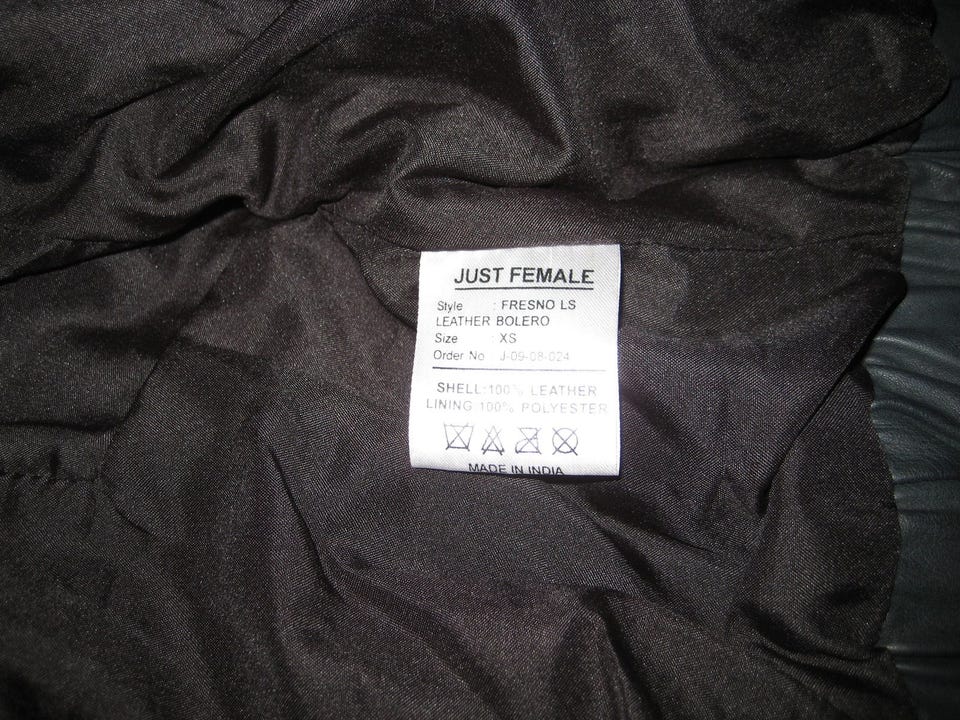 JUST FEMALE
Style : FRESNO LS
LEATHER BOLERO
Size : XS
Order No : J-09-08-024
SHELL:100% LEATHER
LINING 100% POLYESTER
MADE IN INDIA